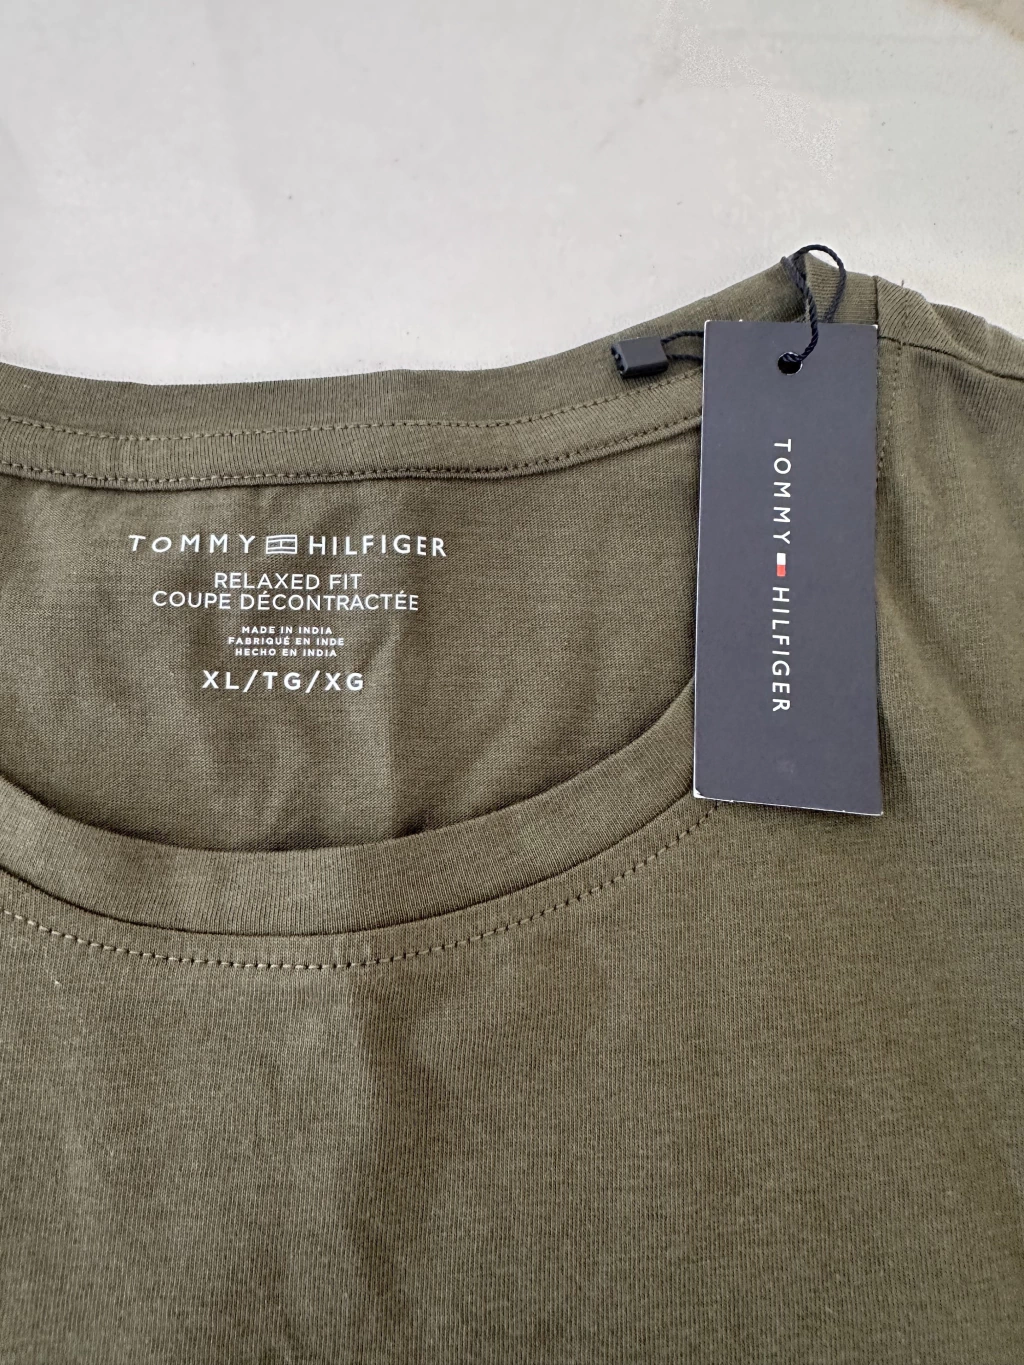 TOMMY HILFIGER
RELAXED FIT
COUPE DÉCONTRACTÉE
MADE IN INDIA
FABRIQUÉ EN INDE
HECHO EN INDIA
XL/TG/XG
TOMMY HILFIGER